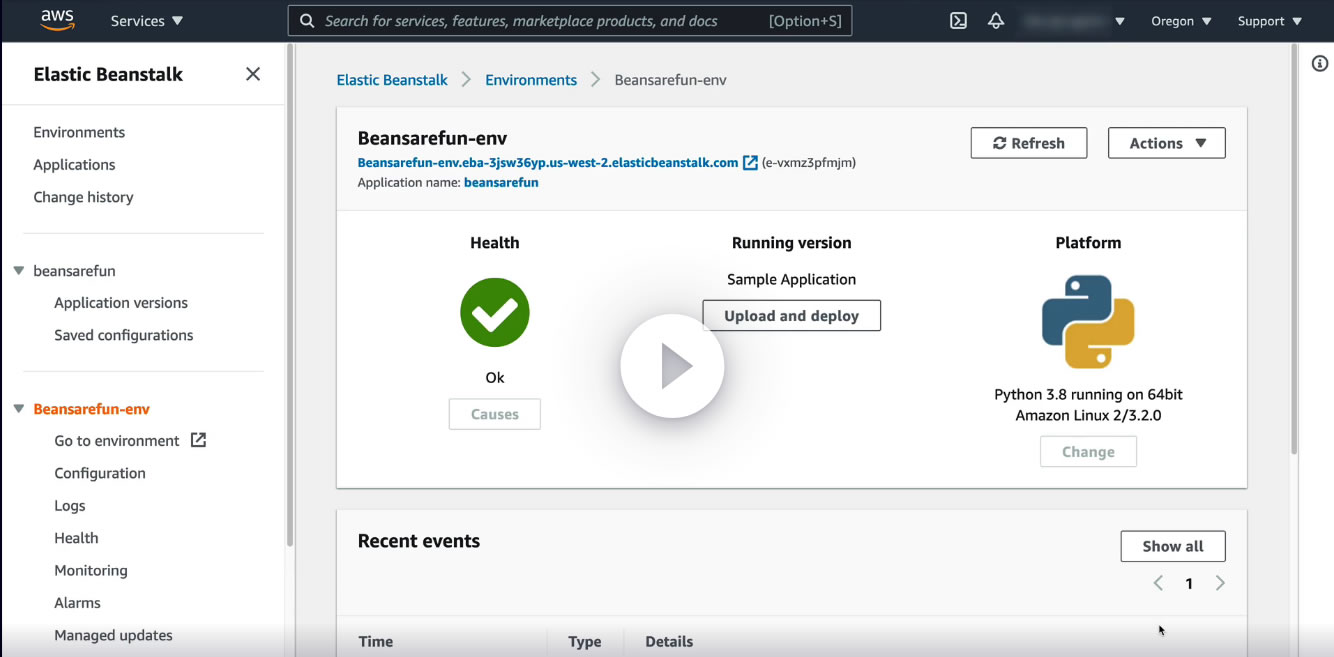 aws
Services
Search for services, features, marketplace products, and docs [Option+S]
Oregon
Support
Elastic Beanstalk
Environments
Applications
Change history
beansarefun
Application versions
Saved configurations
Beansarefun-env
Go to environment
Configuration
Logs
Health
Monitoring
Alarms
Managed updates
Elastic Beanstalk > Environments > Beansarefun-env
Beansarefun-env
Beansarefun-env.eba-3jsw36yp.us-west-2.elasticbeanstalk.com (e-vxmz3pfmjm)
Application name: beansarefun
Refresh
Actions
Health
Ok
Causes
Running version
Sample Application
Upload and deploy
Platform
Python 3.8 running on 64bit
Amazon Linux 2/3.2.0
Change
Recent events
Show all
1
Time Type Details